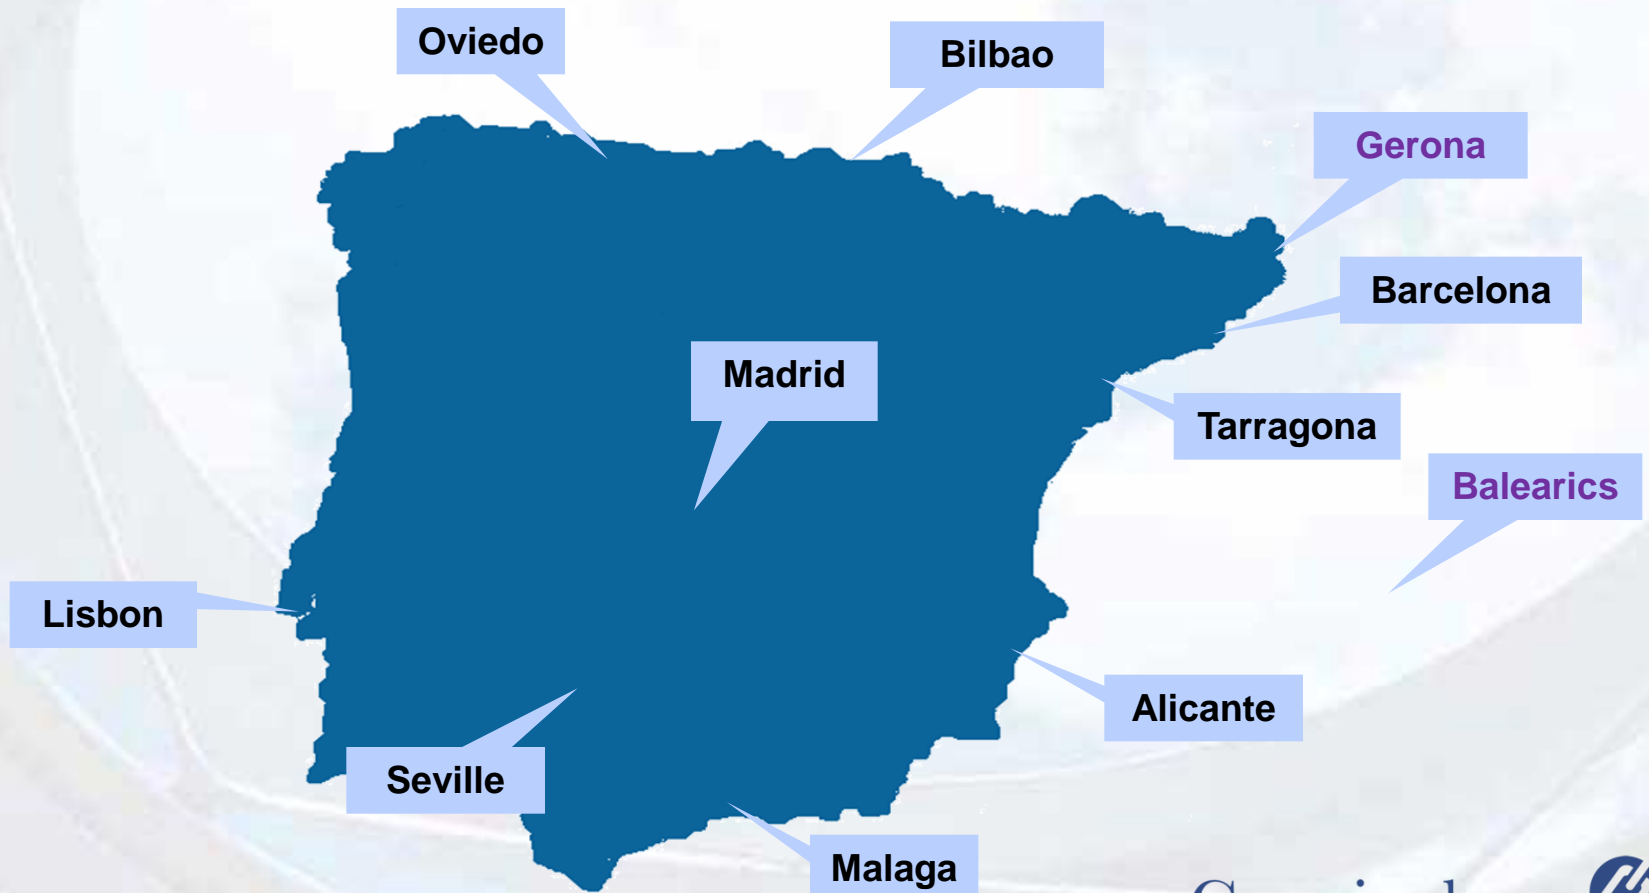 Oviedo
Bilbao
Gerona
Barcelona
Madrid
Tarragona
Balearics
Lisbon
Alicante
Seville
Malaga